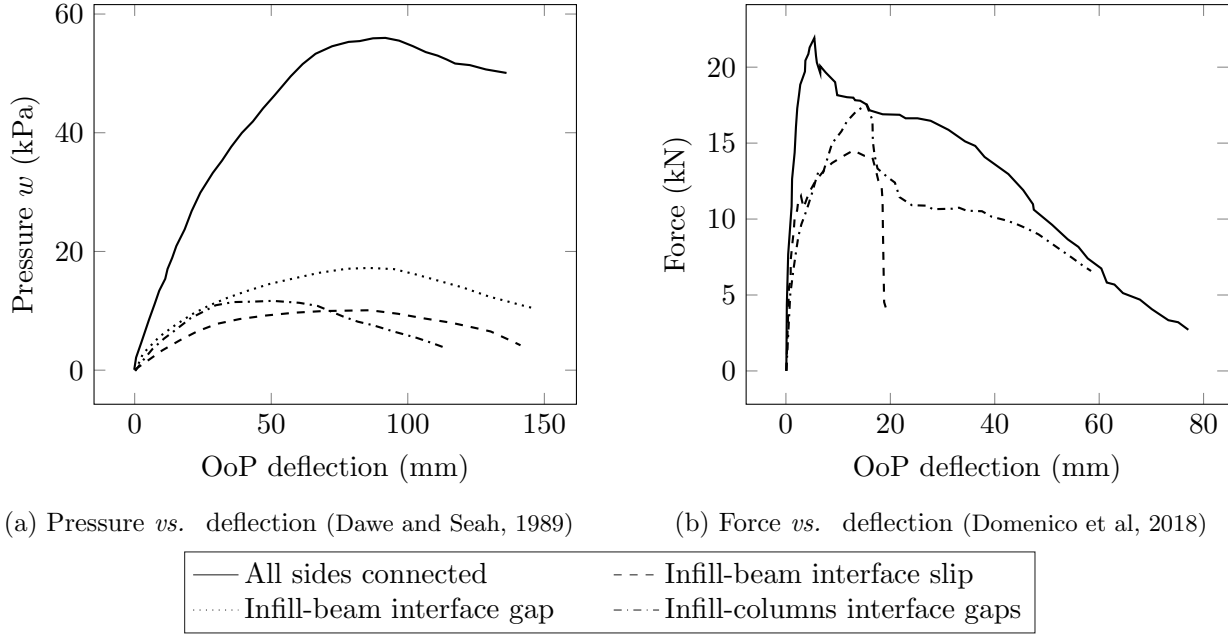 60
40
20
0
0
50
100
150
Pressure w (kPa)
OoP deflection (mm)
(a) Pressure vs. deflection (Dawe and Seah, 1989)
20
15
10
5
0
0
20
40
60
80
Force (kN)
OoP deflection (mm)
(b) Force vs. deflection (Domenico et al, 2018)
All sides connected
Infill-beam interface slip
Infill-beam interface gap
Infill-columns interface gaps